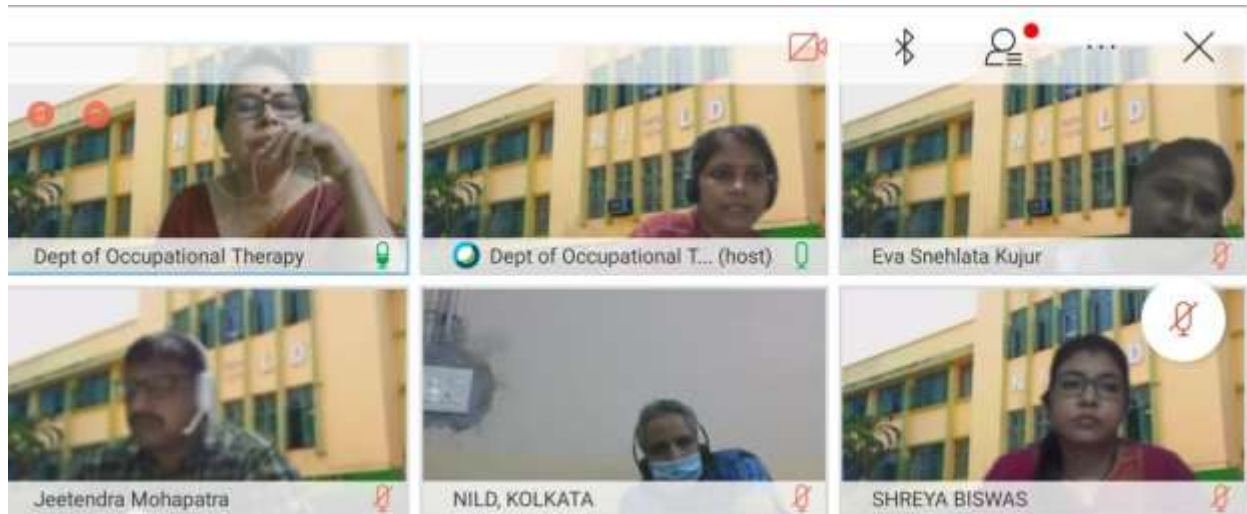 Dept of Occupational Therapy
Dept of Occupational T... (host)
Eva Snehlata Kujur
Jeetendra Mohapatra
NILD, KOLKATA
SHREYA BISWAS